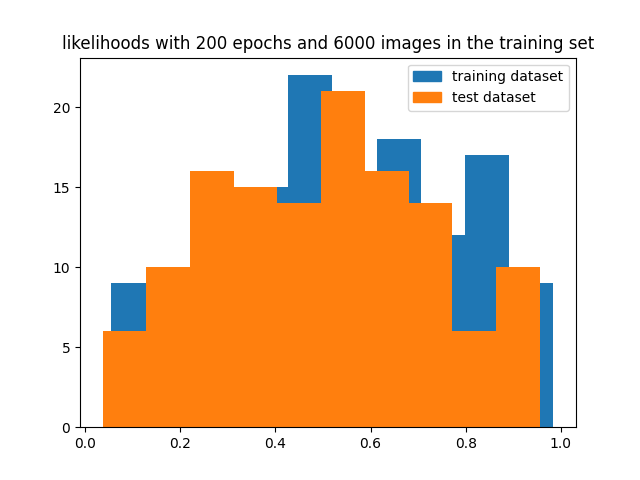 likelihoods with 200 epochs and 6000 images in the training set
training dataset
test dataset
20
15
10
5
0
0.0 0.2 0.4 0.6 0.8 1.0